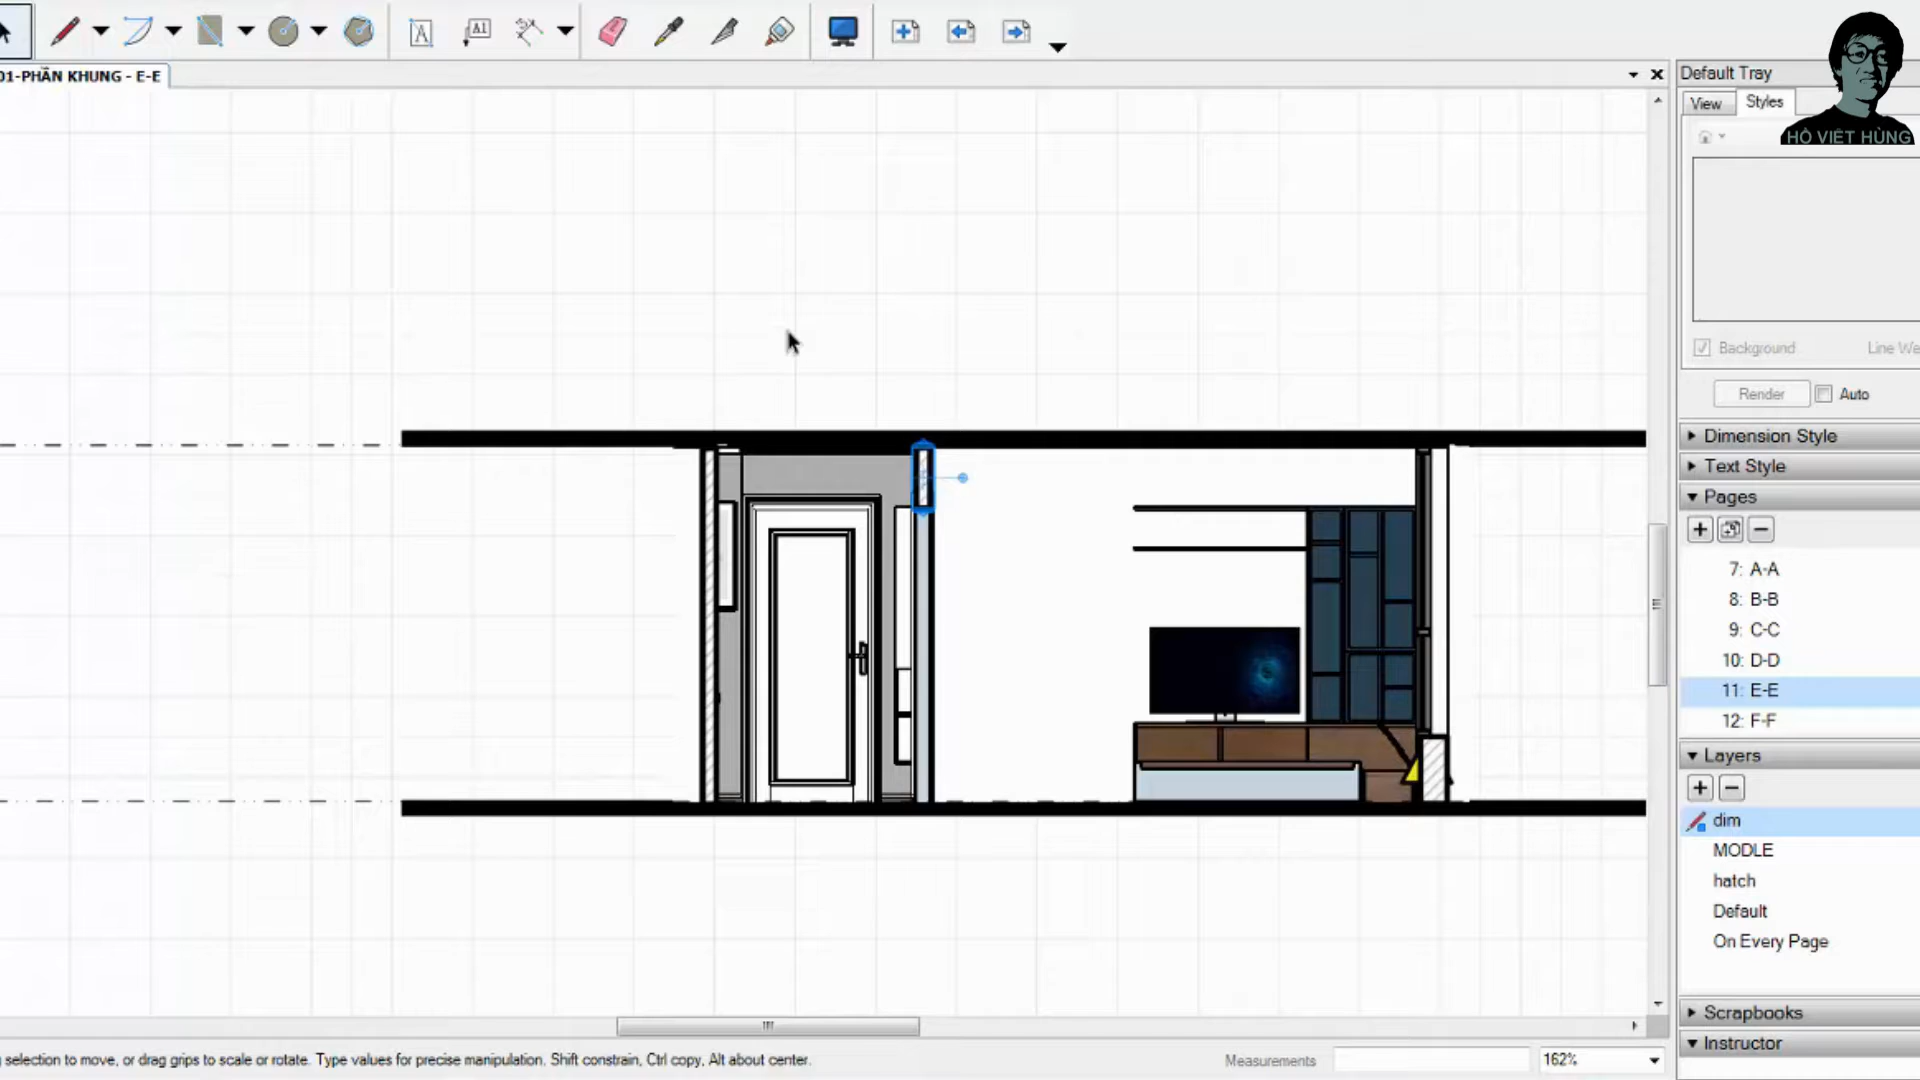 A
A1
01-PHẦN KHUNG - E-E
Default Tray
View
Styles
HỒ VIẾT HÙNG
Background
Line We
Render
Auto
Dimension Style
Text Style
Pages
7: A-A
8: B-B
9: C-C
10: D-D
11: E-E
12: F-F
Layers
dim
MODLE
hatch
Default
On Every Page
Scrapbooks
Instructor
selection to move, or drag grips to scale or rotate. Type values for precise manipulation. Shift constrain, Ctrl copy, Alt about center.
Measurements
162%